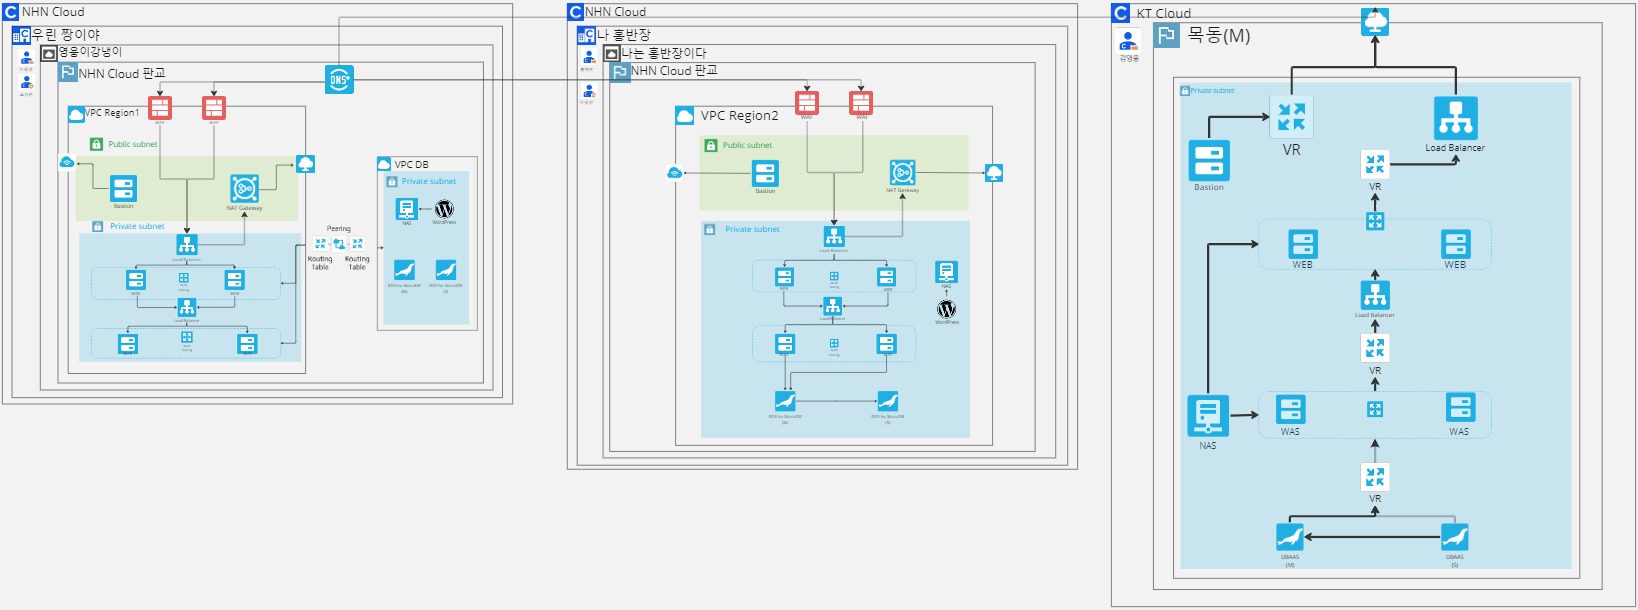 NHN Cloud
우린 짱이야
영웅이강냉이
NHN Cloud 판교
DNS+
WAF
WAF
VPC Region1
Public subnet
Bastion
NAT Gateway
Private subnet
Load Balancer
WEB
WEB
Load Balancer
Peering
Routing
Table
Routing
Table
VPC DB
Private subnet
NAS
WordPress
RDS for MariaDB
(M)
RDS for MariaDB
(S)
NHN Cloud
나 홍반장
나는 홍반장이다
NHN Cloud 판교
WAF
WAF
VPC Region2
Public subnet
Bastion
NAT Gateway
Private subnet
Load Balancer
WEB
WEB
NAS
WordPress
Load Balancer
RDS for MariaDB
(M)
RDS for MariaDB
(S)
KT Cloud
김영웅
목동(M)
Private subnet
VR
Load Balancer
Bastion
VR
WEB
WEB
Load Balancer
VR
NAS
WAS
WAS
VR
DBAAS
(M)
DBAAS
(S)